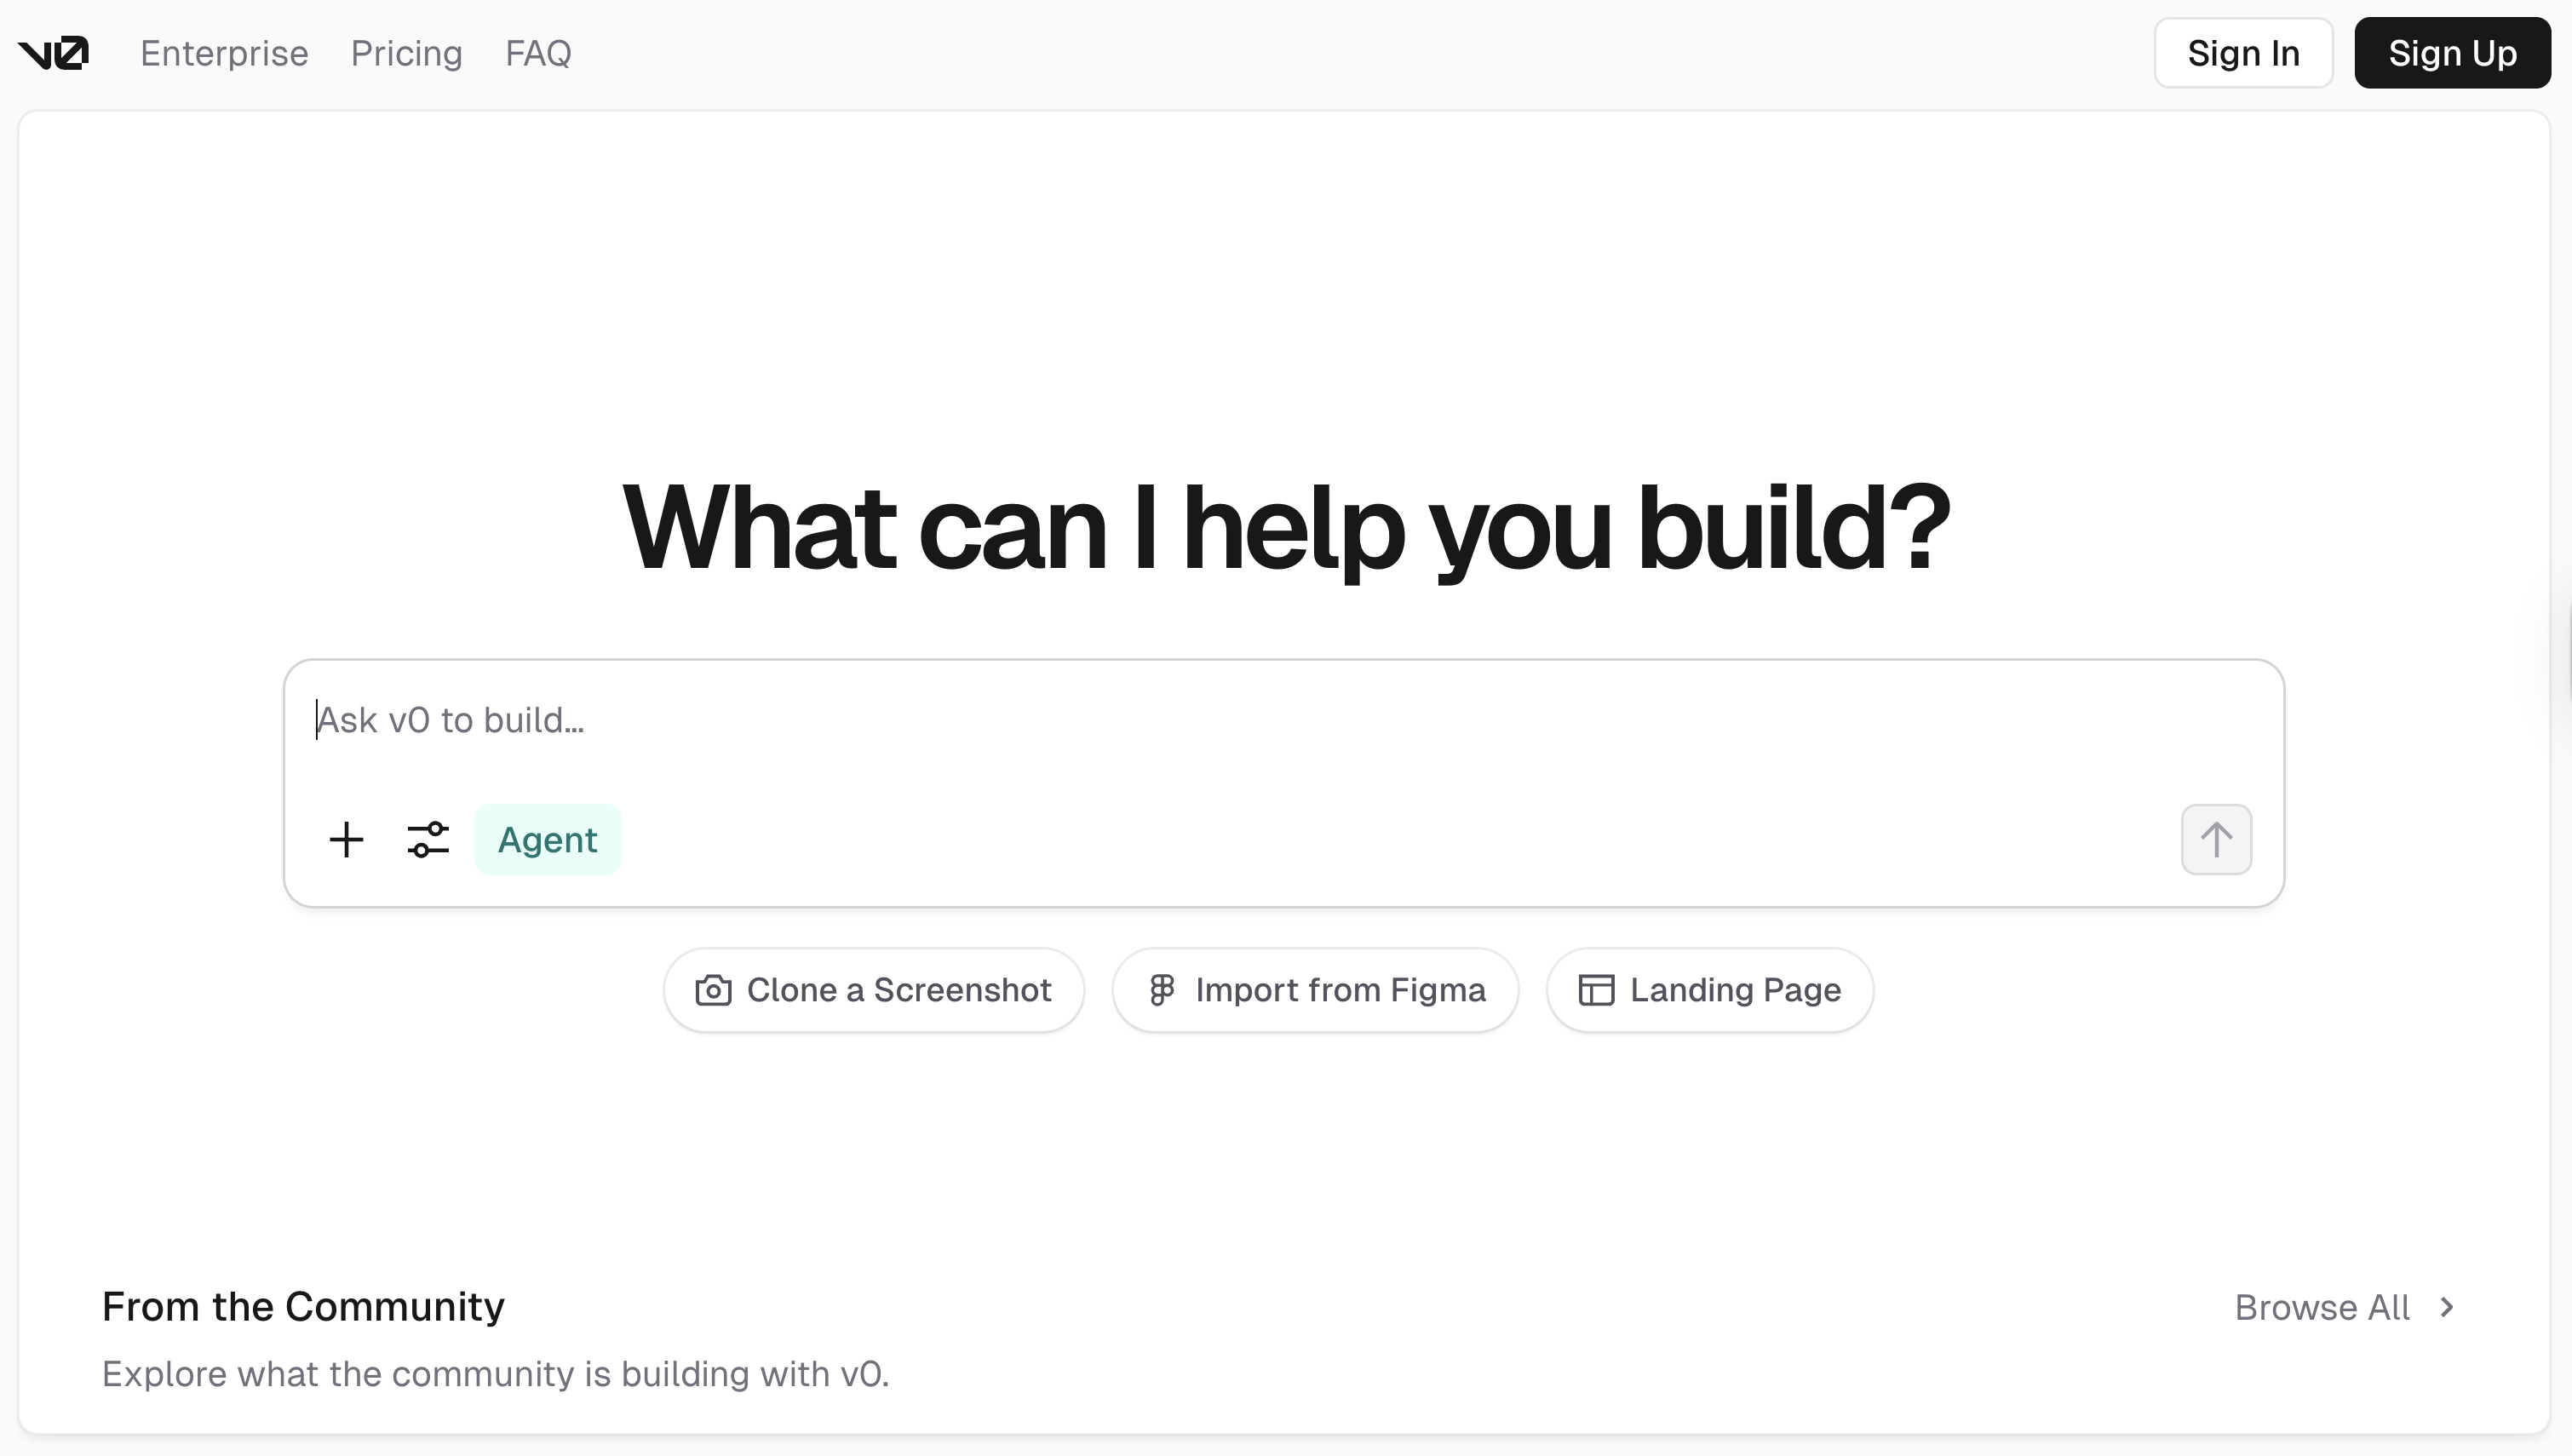 v0 Enterprise Pricing FAQ Sign In Sign Up
What can I help you build?
Ask v0 to build...
Agent
Clone a Screenshot Import from Figma Landing Page
From the Community Browse All
Explore what the community is building with v0.